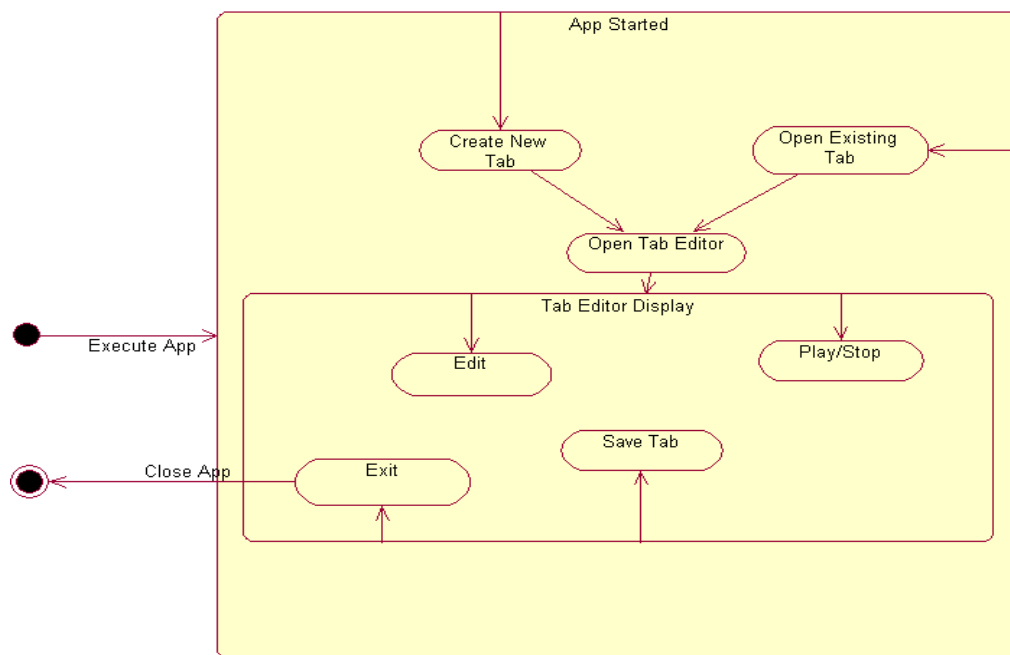 App Started
Create New
Tab
Open Existing
Tab
Open Tab Editor
Tab Editor Display
Execute App
Edit
Play/Stop
Save Tab
Close App
Exit